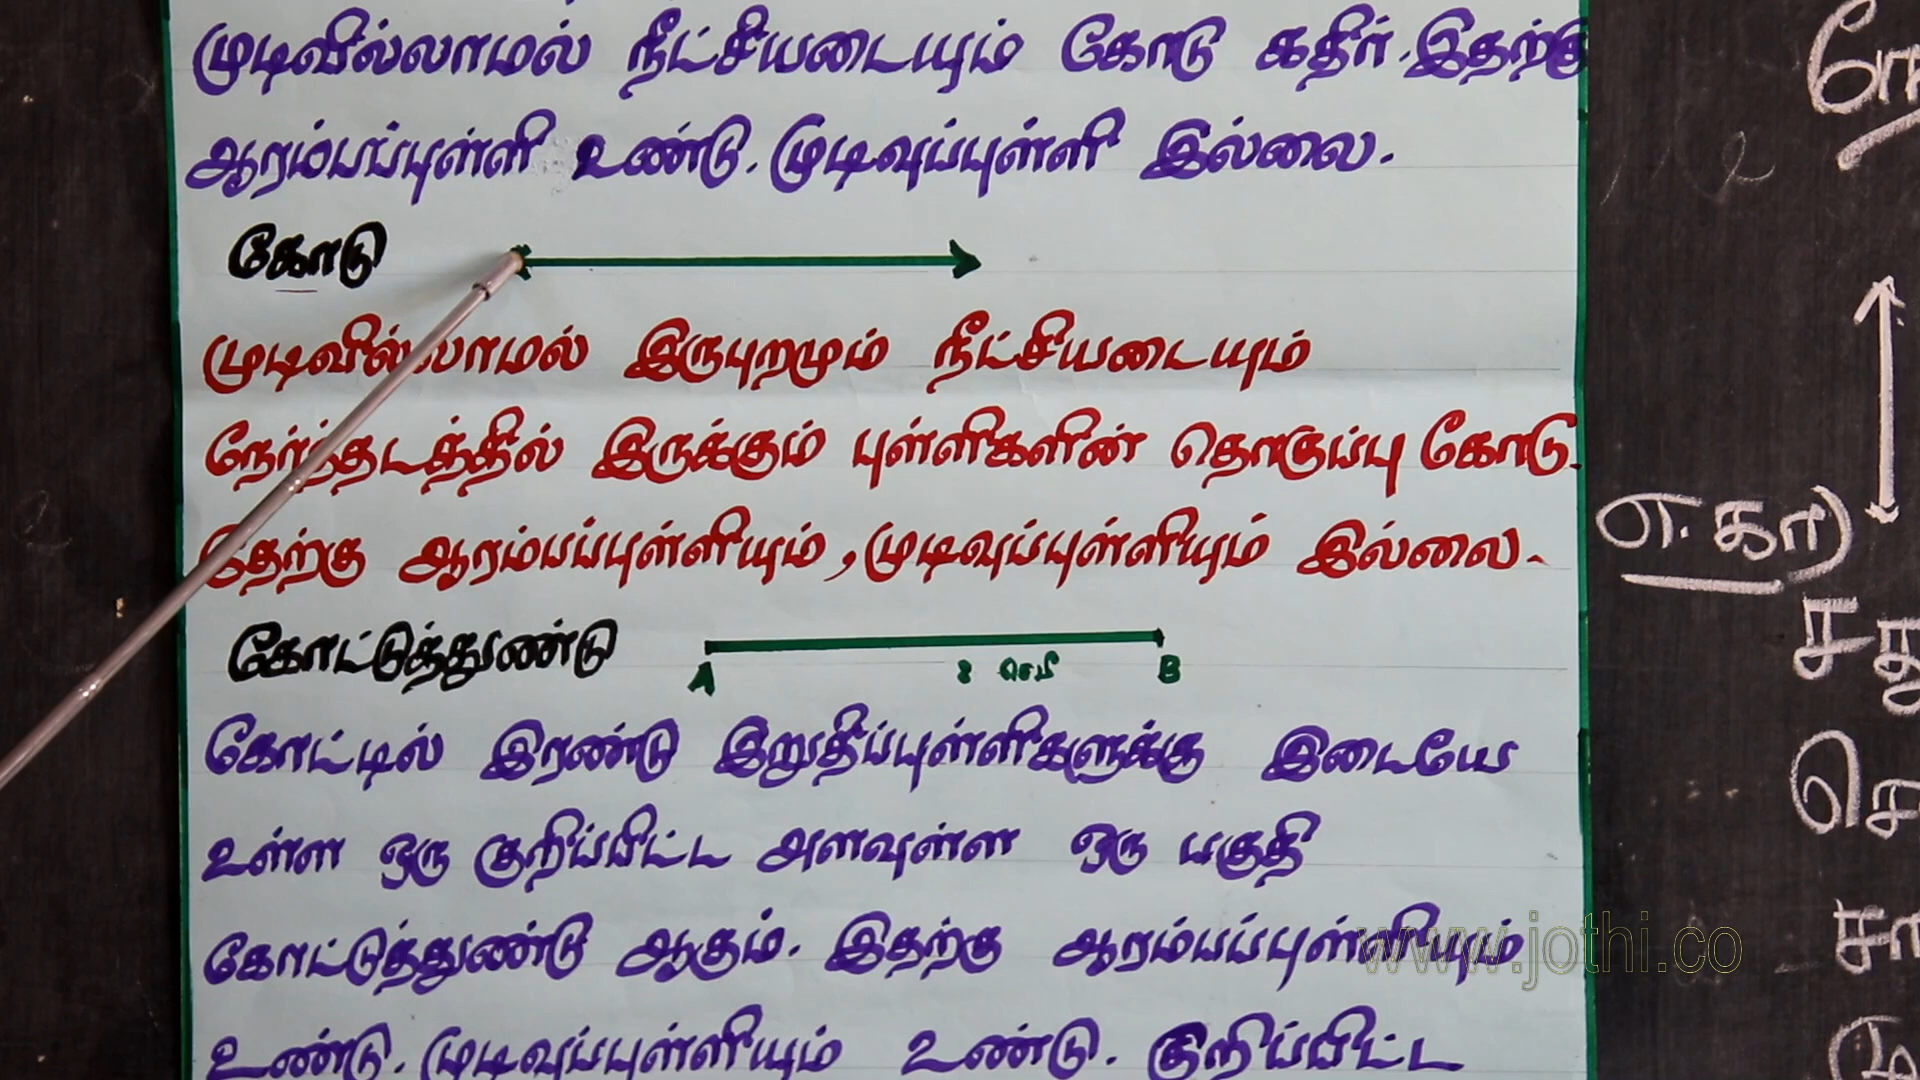 முடிவில்லாமல் நீட்சியடையும் கோடு கதிர். இதற்கு
ஆரம்பப்புள்ளி உண்டு. முடிவுப்புள்ளி இல்லை.
கோடு
முடிவில்லாமல் இருபுறமும் நீட்சியடையும்
நேர்த்தடத்தில் இருக்கும் புள்ளிகளின் தொகுப்பு கோடு.
இதற்கு ஆரம்பப்புள்ளியும், முடிவுப்புள்ளியும் இல்லை.
கோட்டுத்துண்டு
A 8 செமீ B
கோட்டில் இரண்டு இறுதிப்புள்ளிகளுக்கு இடையே
உள்ள ஒரு குறிப்பிட்ட அளவுள்ள ஒரு பகுதி
கோட்டுத்துண்டு ஆகும். இதற்கு ஆரம்பப்புள்ளியும்
உண்டு. முடிவுப்புள்ளியும் உண்டு. குறிப்பிட்ட
எ.கா)
www.jothi.co